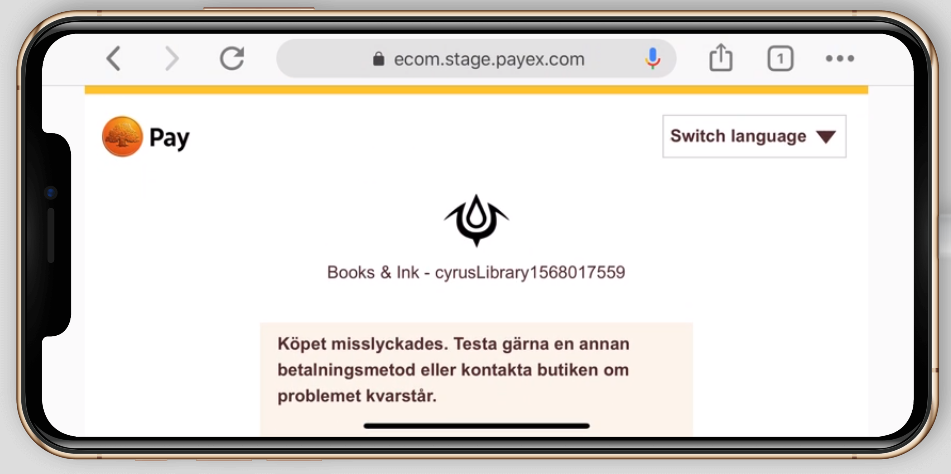 ecom.stage.payex.com
1
Pay
Switch language
Books & Ink - cyrusLibrary1568017559
Köpet misslyckades. Testa gärna en annan
betalningsmetod eller kontakta butiken om
problemet kvarstår.